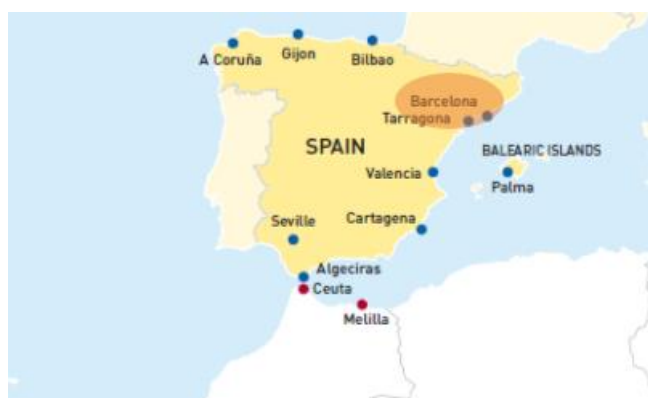 A Coruña
Gijon
Bilbao
Barcelona
Tarragona
SPAIN
BALEARIC ISLANDS
Valencia
Palma
Seville
Cartagena
Algeciras
Ceuta
Melilla